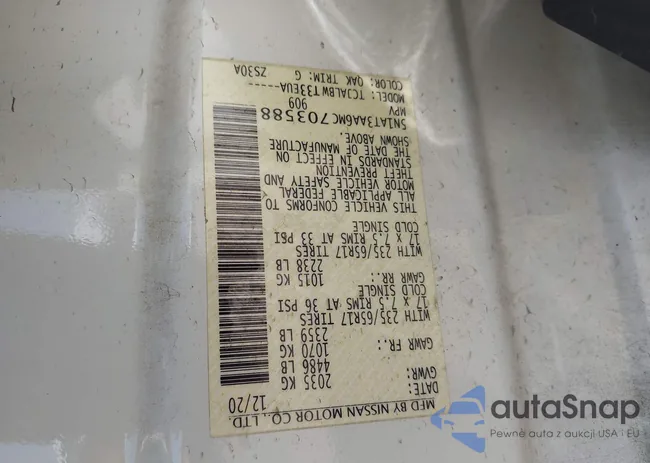 MFD BY NISSAN MOTOR CO., LTD.
DATE: 12/20
GVWR: 2035 KG
4486 LB
GAWR FR.: 1070 KG
2359 LB
WITH 235/65R17 TIRES
17 x 7.5 RIMS AT 36 PSI
COLD SINGLE
GAWR RR.: 1015 KG
2238 LB
WITH 235/65R17 TIRES
17 x 7.5 RIMS AT 33 PSI
COLD SINGLE
THIS VEHICLE CONFORMS TO
ALL APPLICABLE FEDERAL
MOTOR VEHICLE SAFETY AND
THEFT PREVENTION
STANDARDS IN EFFECT ON
THE DATE OF MANUFACTURE
SHOWN ABOVE.
5N1AT3AA6MC703588
MPV 909
MODEL: TC3ALBWT33EUA-----
COLOR: QAK TRIM: G ZS30A
autaSnap
Pewne auta z aukcji USA i EU